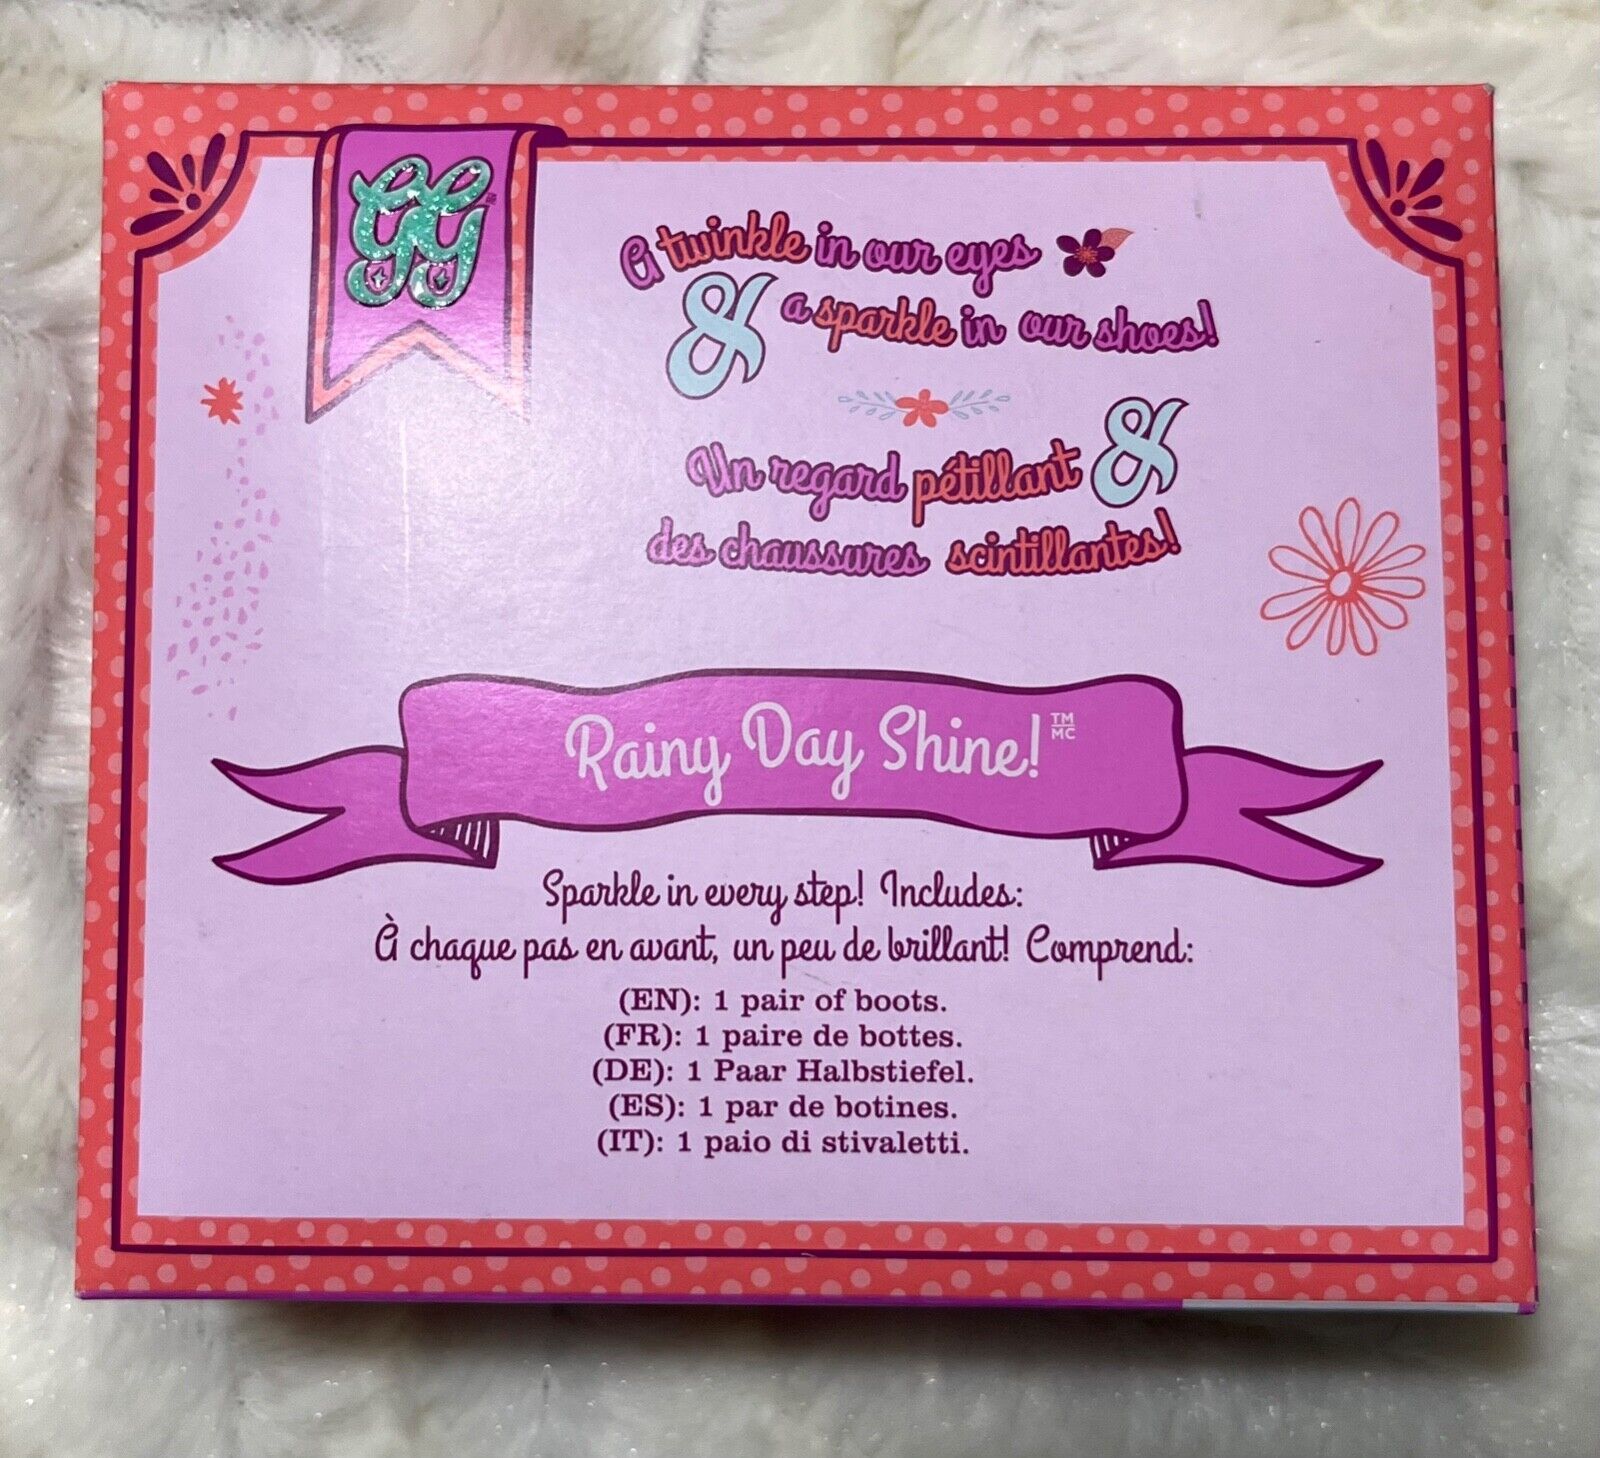 GG
A twinkle in our eyes
& a sparkle in our shoes!
Un regard pétillant &
des chaussures scintillantes!
Rainy Day Shine! TM MC
Sparkle in every step! Includes:
À chaque pas en avant, un peu de brillant! Comprend:
(EN): 1 pair of boots.
(FR): 1 paire de bottes.
(DE): 1 Paar Halbstiefel.
(ES): 1 par de botines.
(IT): 1 paio di stivaletti.